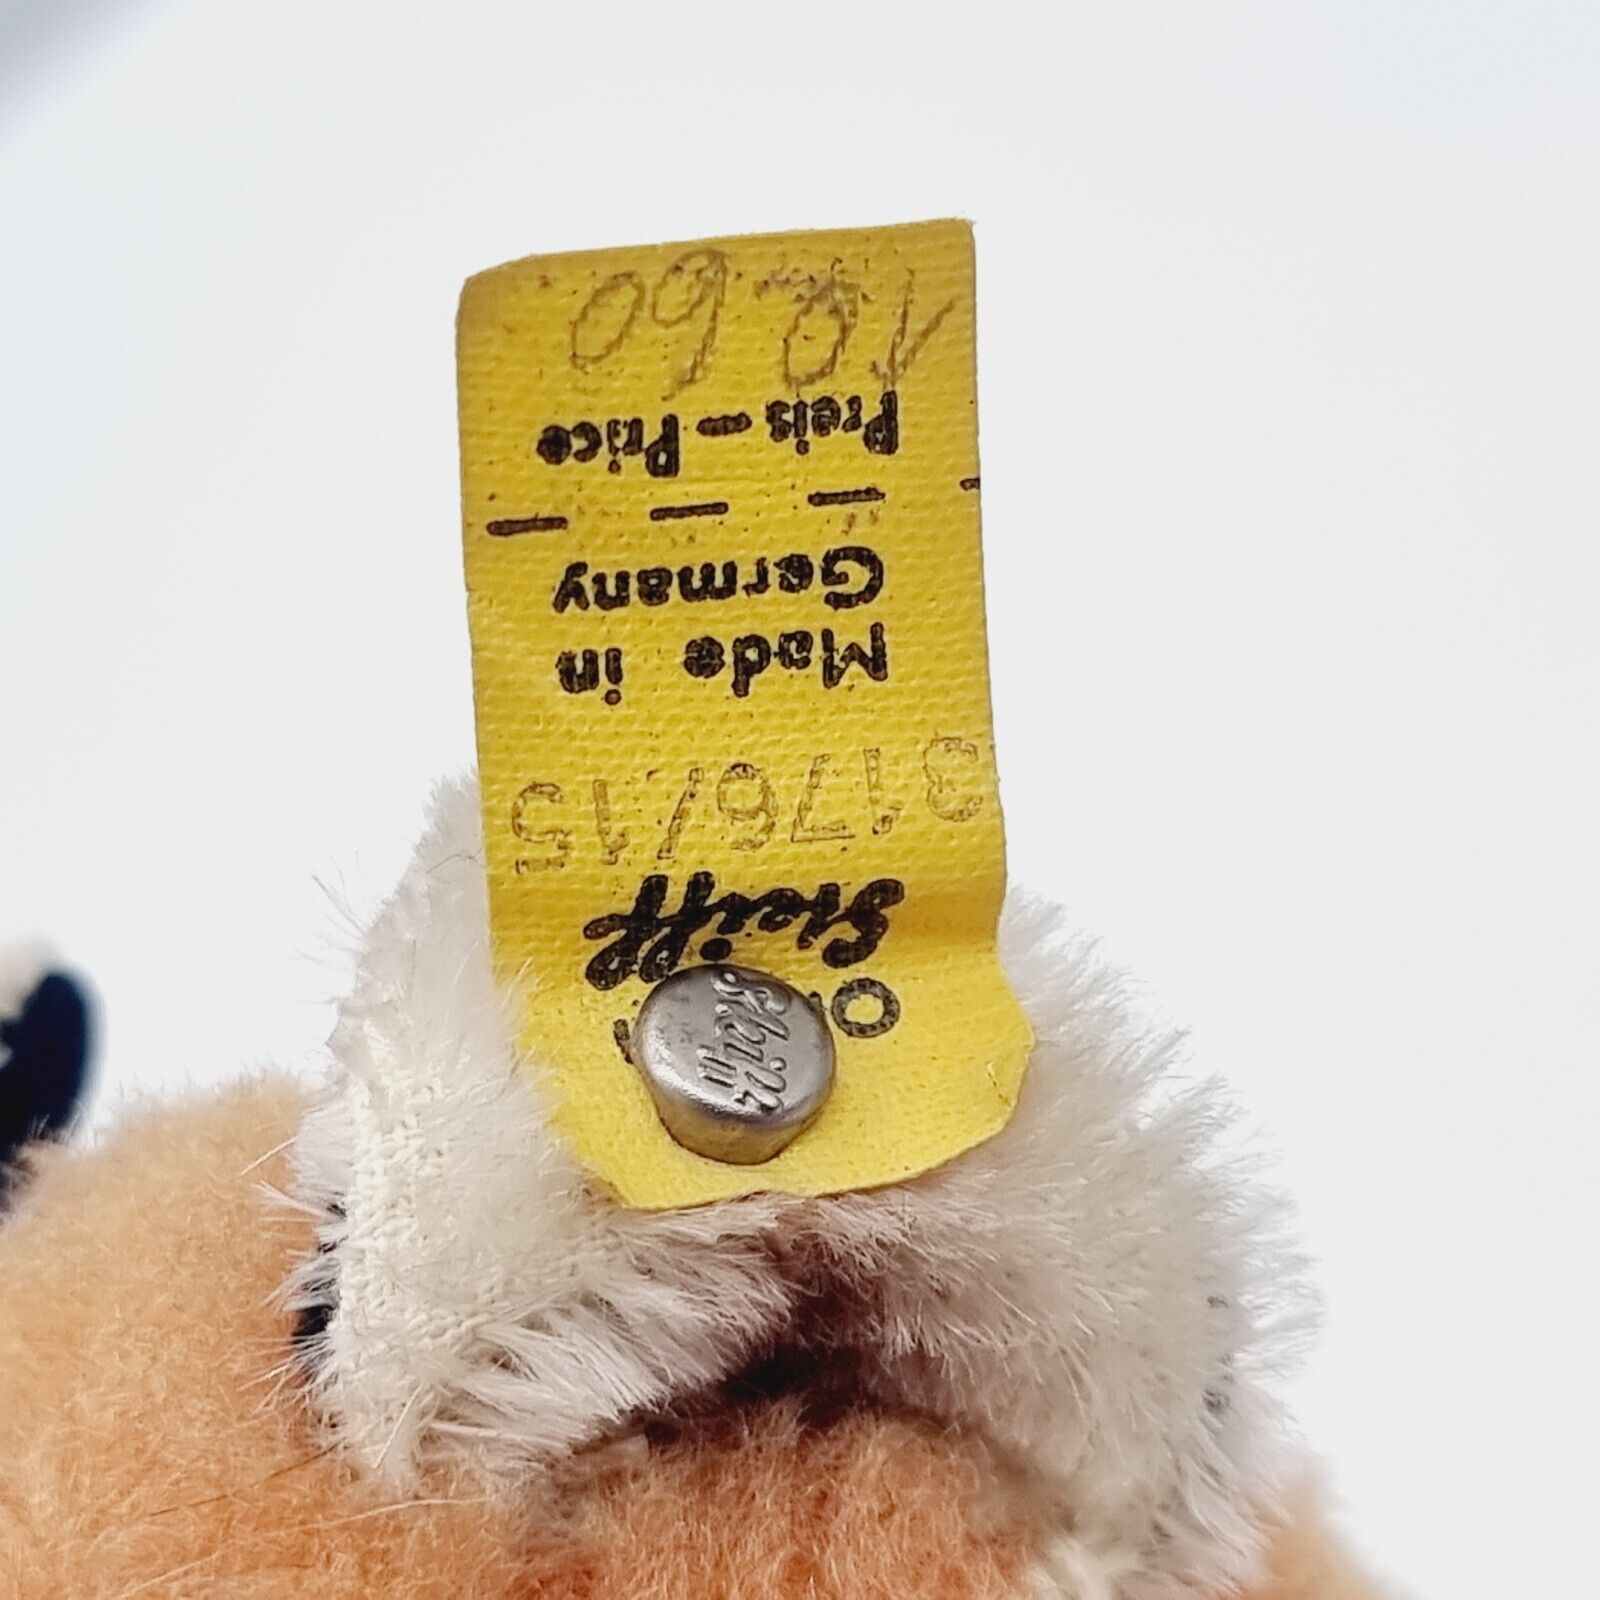 Steiff
3176/15
Made in
Germany
Preis - Price
10.60
Steiff